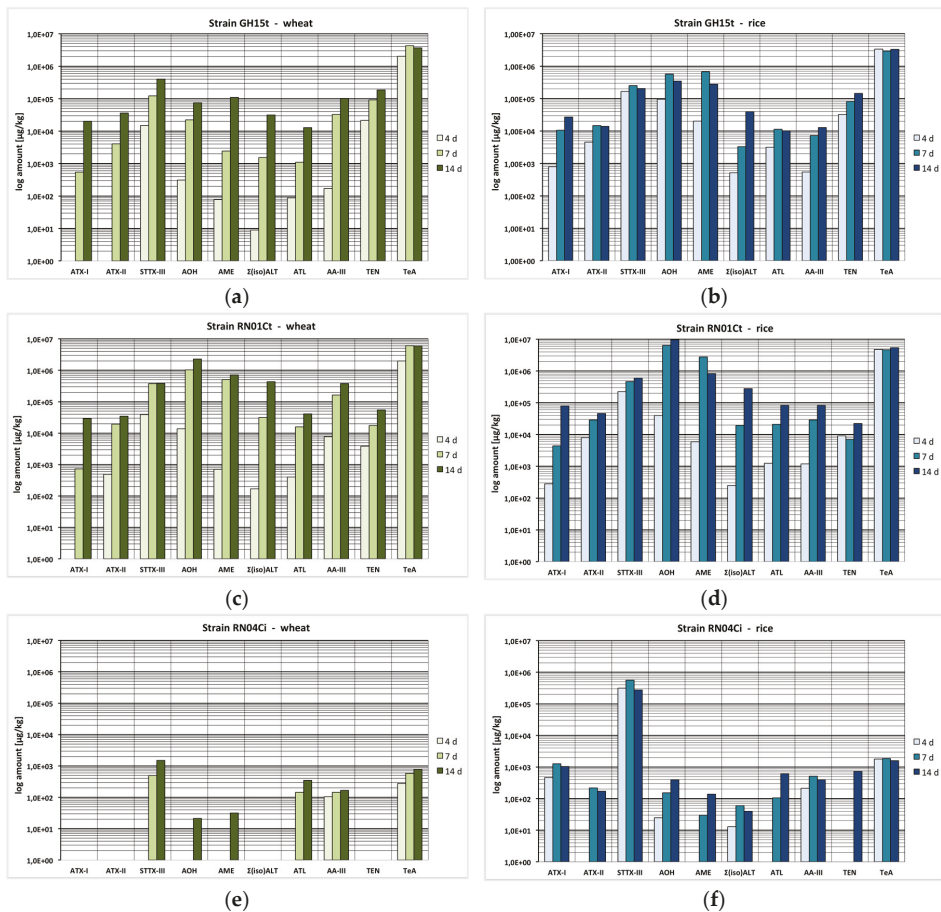 Strain GH15t - wheat
log amount [µg/kg]
1,0E+07
1,0E+06
1,0E+05
1,0E+04
1,0E+03
1,0E+02
1,0E+01
1,0E+00
ATX-I ATX-II STTX-III AOH AME Σ(iso)ALT ATL AA-III TEN TeA
4 d
7 d
14 d
(a)
Strain GH15t - rice
log amount [µg/kg]
1,0E+07
1,0E+06
1,0E+05
1,0E+04
1,0E+03
1,0E+02
1,0E+01
1,0E+00
ATX-I ATX-II STTX-III AOH AME Σ(iso)ALT ATL AA-III TEN TeA
4 d
7 d
14 d
(b)
Strain RN01Ct - wheat
log amount [µg/kg]
1,0E+07
1,0E+06
1,0E+05
1,0E+04
1,0E+03
1,0E+02
1,0E+01
1,0E+00
ATX-I ATX-II STTX-III AOH AME Σ(iso)ALT ATL AA-III TEN TeA
4 d
7 d
14 d
(c)
Strain RN01Ct - rice
log amount [µg/kg]
1,0E+07
1,0E+06
1,0E+05
1,0E+04
1,0E+03
1,0E+02
1,0E+01
1,0E+00
ATX-I ATX-II STTX-III AOH AME Σ(iso)ALT ATL AA-III TEN TeA
4 d
7 d
14 d
(d)
Strain RN04Ci - wheat
log amount [µg/kg]
1,0E+07
1,0E+06
1,0E+05
1,0E+04
1,0E+03
1,0E+02
1,0E+01
1,0E+00
ATX-I ATX-II STTX-III AOH AME Σ(iso)ALT ATL AA-III TEN TeA
4 d
7 d
14 d
(e)
Strain RN04Ci - rice
log amount [µg/kg]
1,0E+07
1,0E+06
1,0E+05
1,0E+04
1,0E+03
1,0E+02
1,0E+01
1,0E+00
ATX-I ATX-II STTX-III AOH AME Σ(iso)ALT ATL AA-III TEN TeA
4 d
7 d
14 d
(f)